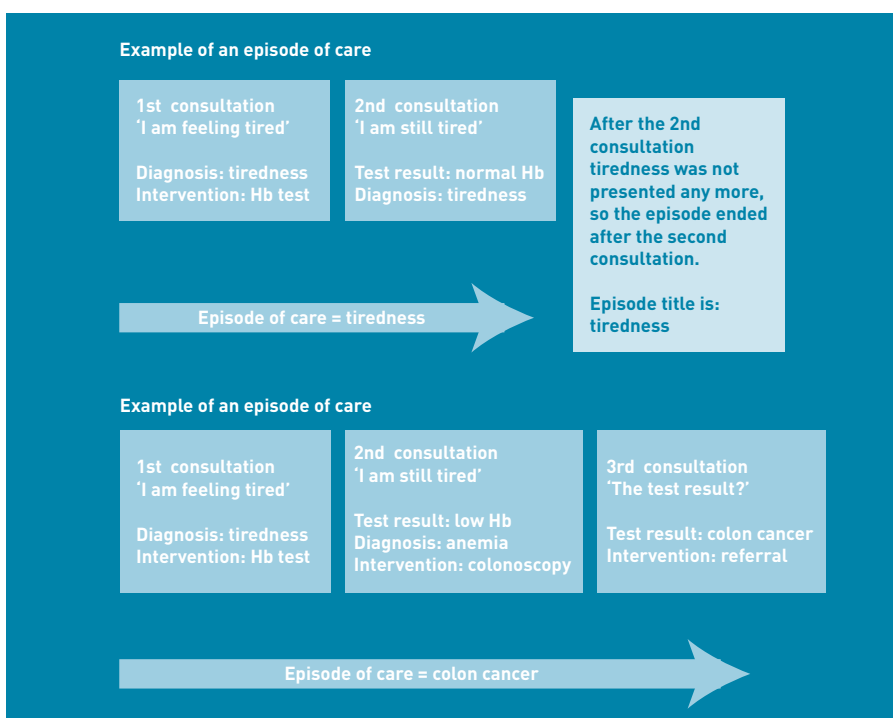 Example of an episode of care
1st consultation
‘I am feeling tired’
Diagnosis: tiredness
Intervention: Hb test
2nd consultation
‘I am still tired’
Test result: normal Hb
Diagnosis: tiredness
After the 2nd
consultation
tiredness was not
presented any more,
so the episode ended
after the second
consultation.
Episode title is:
tiredness
Episode of care = tiredness
Example of an episode of care
1st consultation
‘I am feeling tired’
Diagnosis: tiredness
Intervention: Hb test
2nd consultation
‘I am still tired’
Test result: low Hb
Diagnosis: anemia
Intervention: colonoscopy
3rd consultation
‘The test result?’
Test result: colon cancer
Intervention: referral
Episode of care = colon cancer